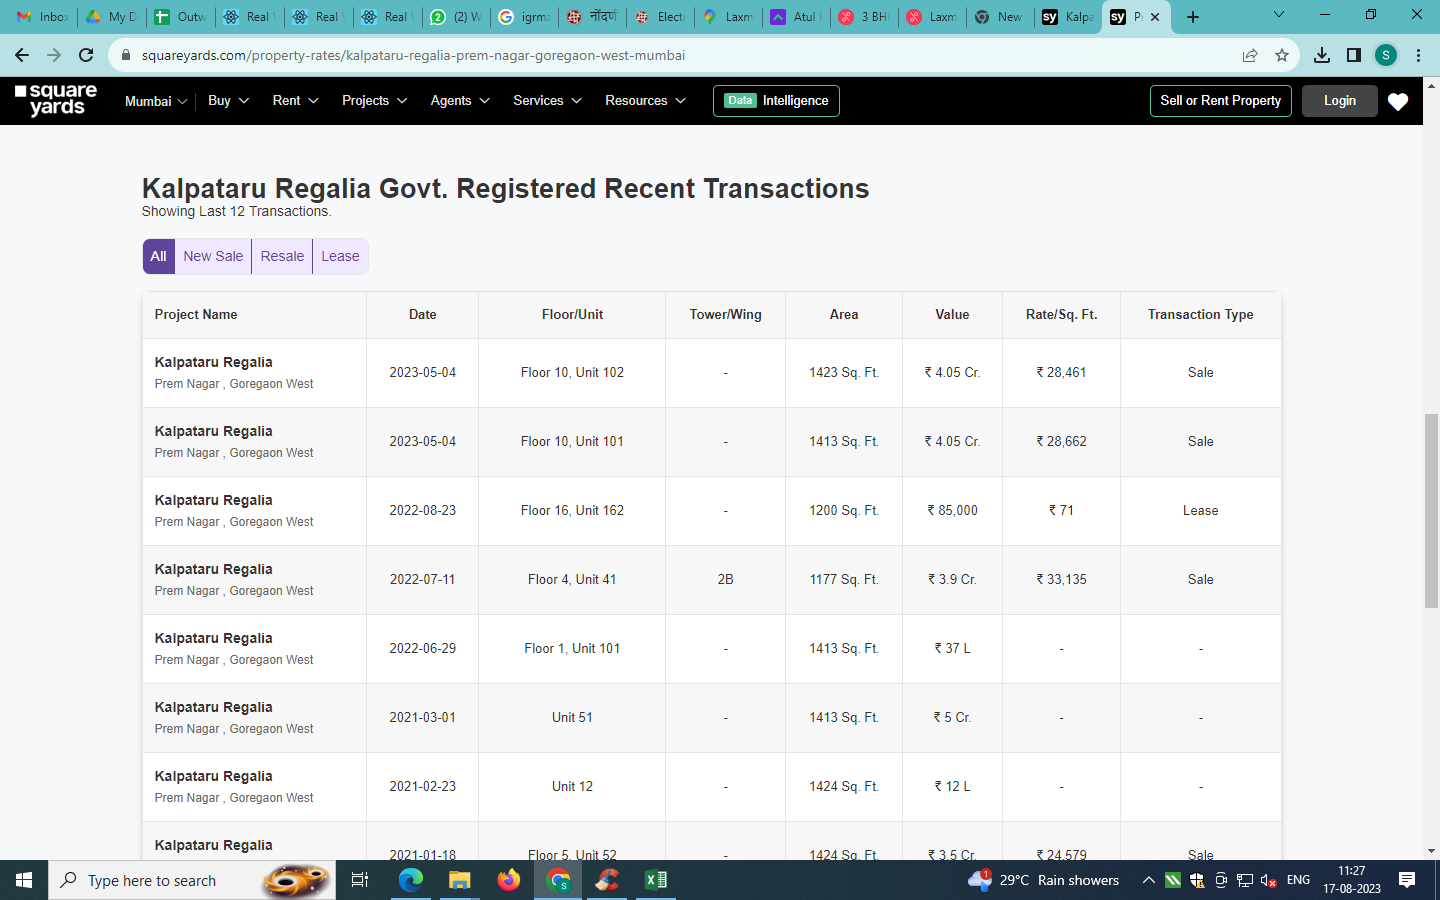 Inbox
My D
Outw
Real
Real
Real
(2) W
igrma
नोंदणी
Elect
Laxm
Atul
3 BH
Laxm
New
Kalpa
squareyards.com/property-rates/kalpataru-regalia-prem-nagar-goregaon-west-mumbai
S
square
yards
Mumbai
Buy
Rent
Projects
Agents
Services
Resources
Data Intelligence
Sell or Rent Property
Login
Kalpataru Regalia Govt. Registered Recent Transactions
Showing Last 12 Transactions.
All New Sale Resale Lease
Project Name Date Floor/Unit Tower/Wing Area Value Rate/Sq. Ft. Transaction Type
Kalpataru Regalia
Prem Nagar , Goregaon West
2023-05-04 Floor 10, Unit 102 - 1423 Sq. Ft. ₹ 4.05 Cr. ₹ 28,461 Sale
Kalpataru Regalia
Prem Nagar , Goregaon West
2023-05-04 Floor 10, Unit 101 - 1413 Sq. Ft. ₹ 4.05 Cr. ₹ 28,662 Sale
Kalpataru Regalia
Prem Nagar , Goregaon West
2022-08-23 Floor 16, Unit 162 - 1200 Sq. Ft. ₹ 85,000 ₹ 71 Lease
Kalpataru Regalia
Prem Nagar , Goregaon West
2022-07-11 Floor 4, Unit 41 2B 1177 Sq. Ft. ₹ 3.9 Cr. ₹ 33,135 Sale
Kalpataru Regalia
Prem Nagar , Goregaon West
2022-06-29 Floor 1, Unit 101 - 1413 Sq. Ft. ₹ 37 L - -
Kalpataru Regalia
Prem Nagar , Goregaon West
2021-03-01 Unit 51 - 1413 Sq. Ft. ₹ 5 Cr. - -
Kalpataru Regalia
Prem Nagar , Goregaon West
2021-02-23 Unit 12 - 1424 Sq. Ft. ₹ 12 L - -
Kalpataru Regalia
2021-01-18 Floor 5, Unit 52 - 1424 Sq. Ft. ₹ 3.5 Cr. ₹ 24,579 Sale
Type here to search
29°C Rain showers
ENG
11:27
17-08-2023